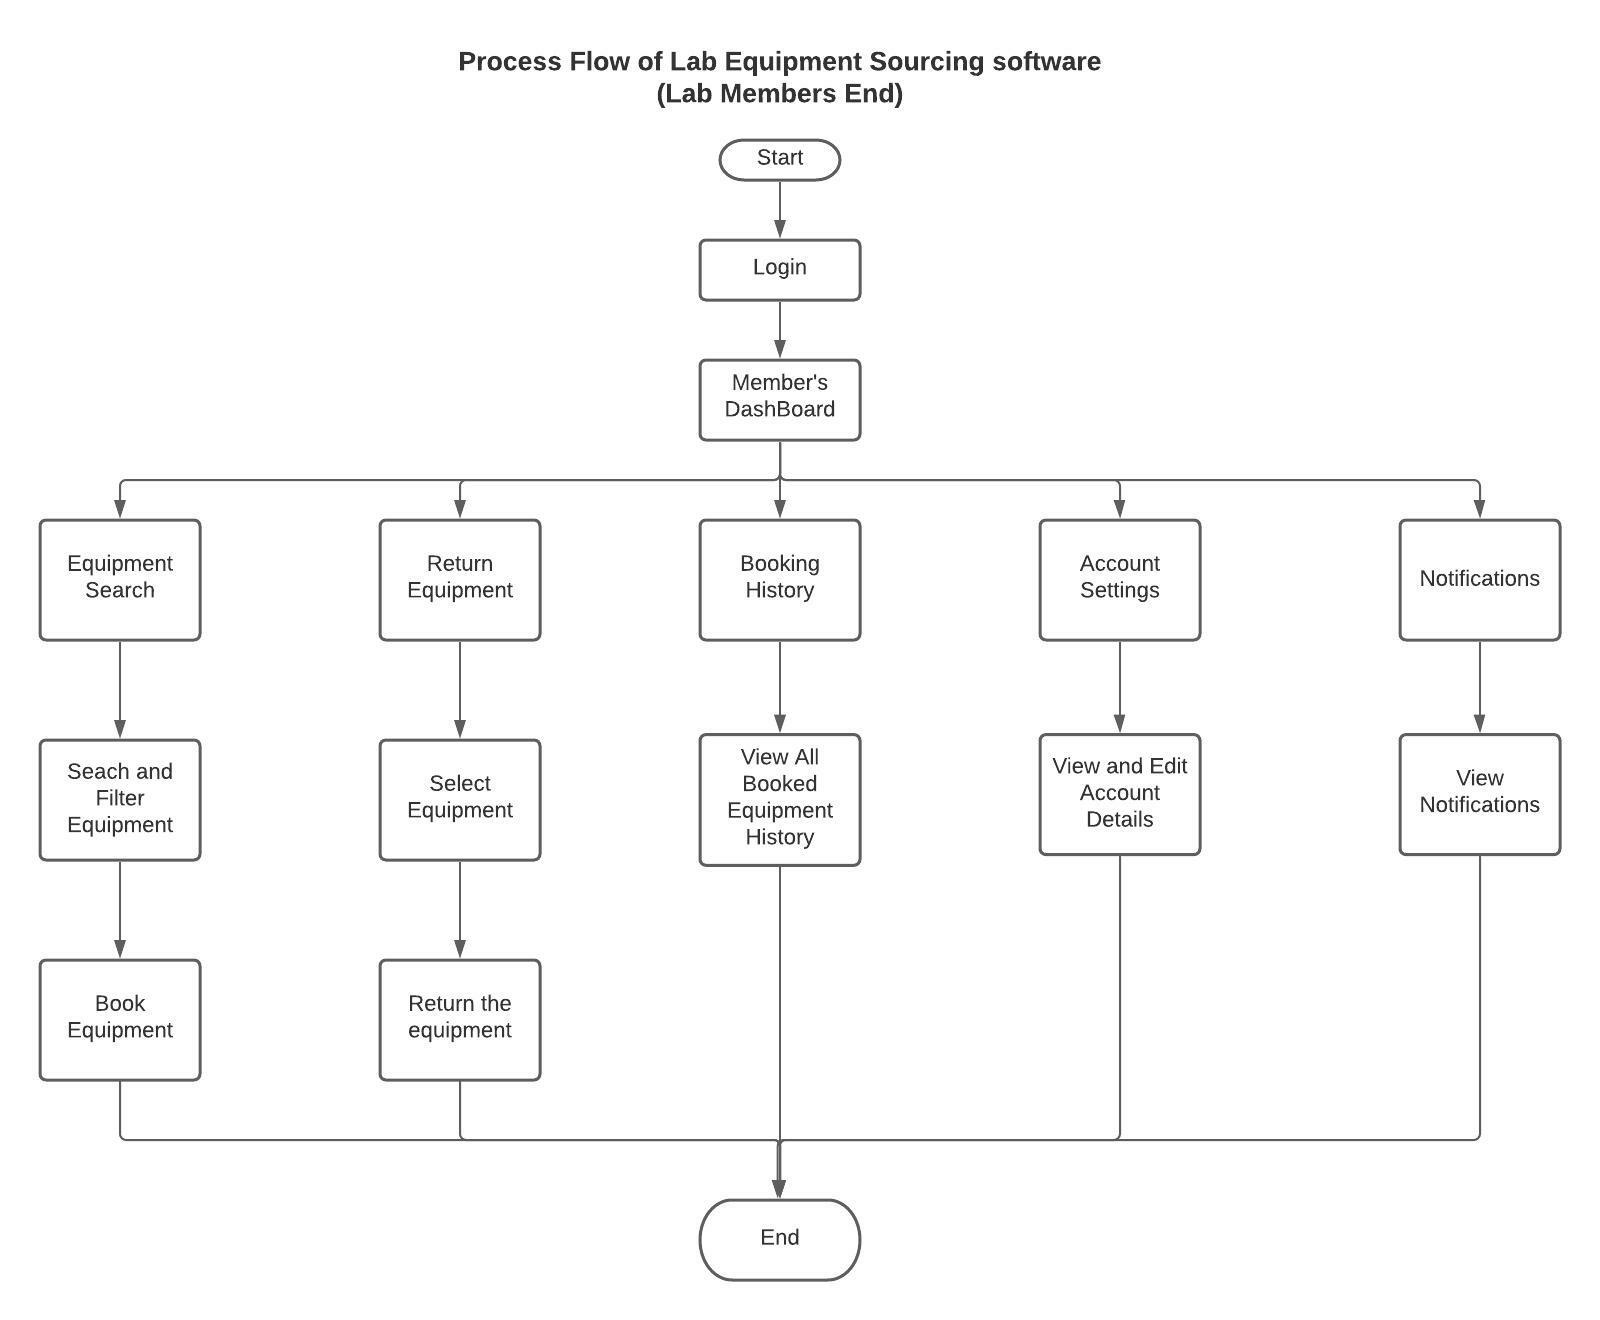 Process Flow of Lab Equipment Sourcing software
(Lab Members End)
Start
Login
Member's
DashBoard
Equipment
Search
Return
Equipment
Booking
History
Account
Settings
Notifications
Seach and
Filter
Equipment
Select
Equipment
View All
Booked
Equipment
History
View and Edit
Account
Details
View
Notifications
Book
Equipment
Return the
equipment
End